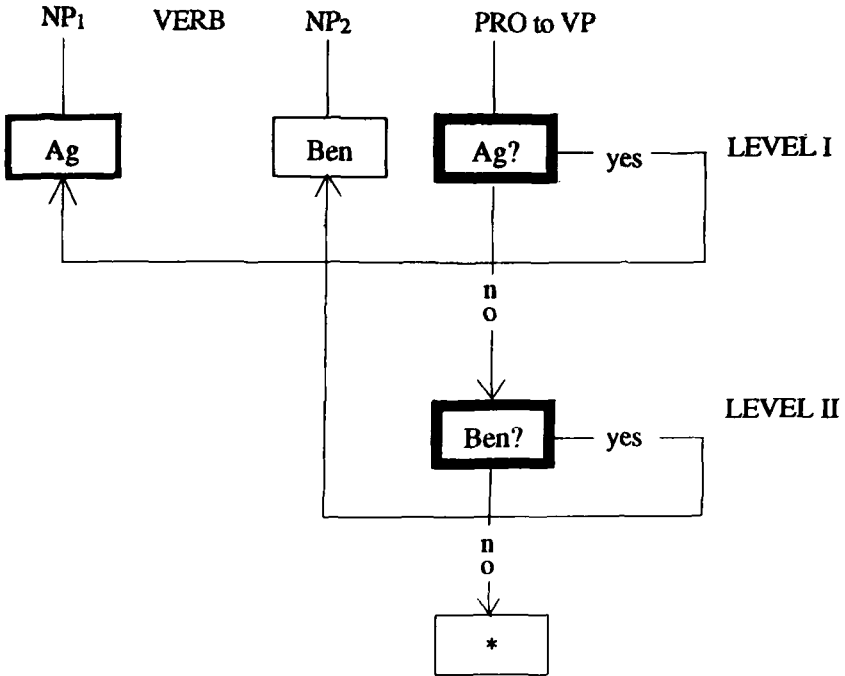 NP1 VERB NP2 PRO to VP
Ag Ben Ag? yes LEVEL I
n
o
LEVEL II
Ben? yes
n
o
*